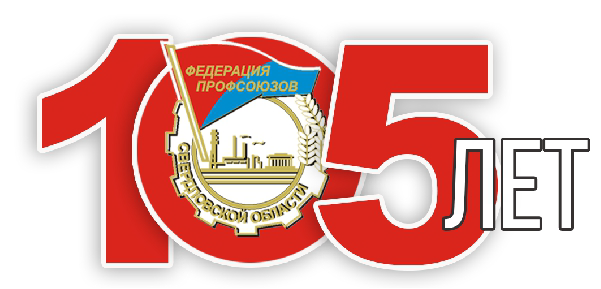 105 ЛЕТ
ФЕДЕРАЦИЯ
ПРОФСОЮЗОВ
СВЕРДЛОВСКОЙ ОБЛАСТИ